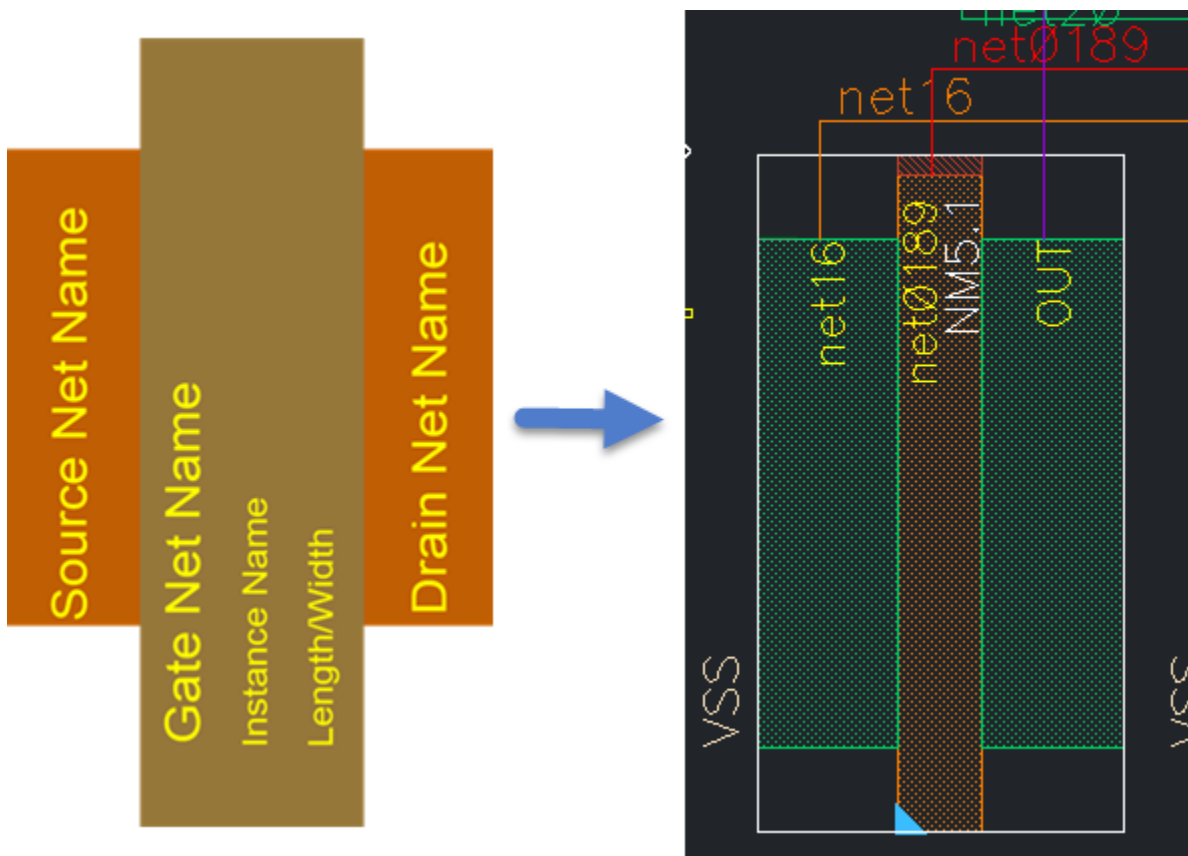 Source Net Name
Gate Net Name
Instance Name
Length/Width
Drain Net Name
net20
net0189
net16
net16
net0189
NM5.1
OUT
VSS
VSS